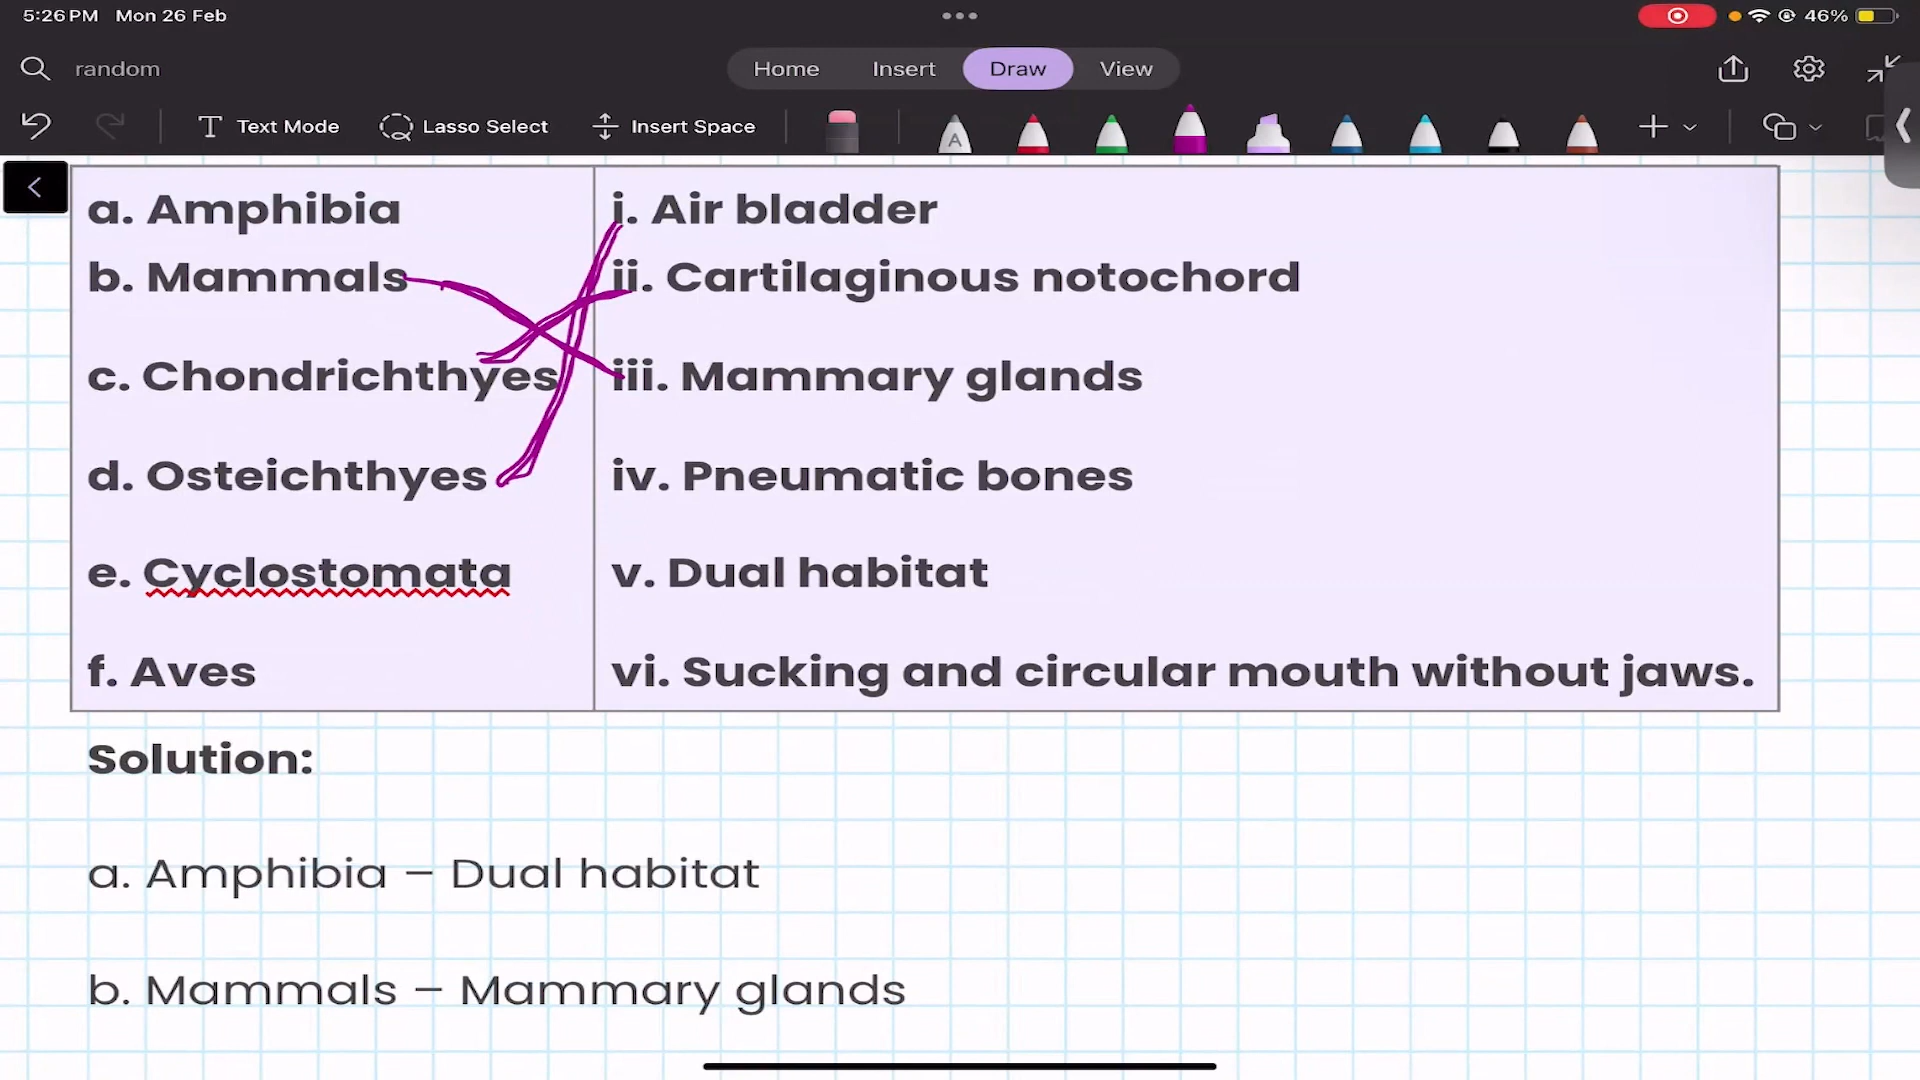 5:26 PM Mon 26 Feb 46%
random Home Insert Draw View
Text Mode Lasso Select Insert Space A
a. Amphibia i. Air bladder
b. Mammals ii. Cartilaginous notochord
c. Chondrichthyes iii. Mammary glands
d. Osteichthyes iv. Pneumatic bones
e. Cyclostomata v. Dual habitat
f. Aves vi. Sucking and circular mouth without jaws.
Solution:
a. Amphibia – Dual habitat
b. Mammals – Mammary glands